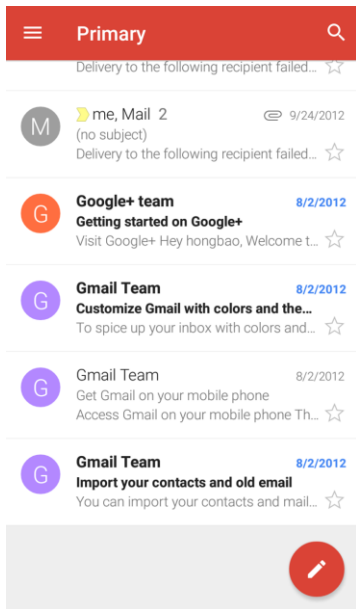 Primary
Delivery to the following recipient failed...
M
me, Mail 2
9/24/2012
(no subject)
Delivery to the following recipient failed...
G
Google+ team
8/2/2012
Getting started on Google+
Visit Google+ Hey hongbao, Welcome t...
G
Gmail Team
8/2/2012
Customize Gmail with colors and the...
To spice up your inbox with colors and...
G
Gmail Team
8/2/2012
Get Gmail on your mobile phone
Access Gmail on your mobile phone Th...
G
Gmail Team
8/2/2012
Import your contacts and old email
You can import your contacts and mail...